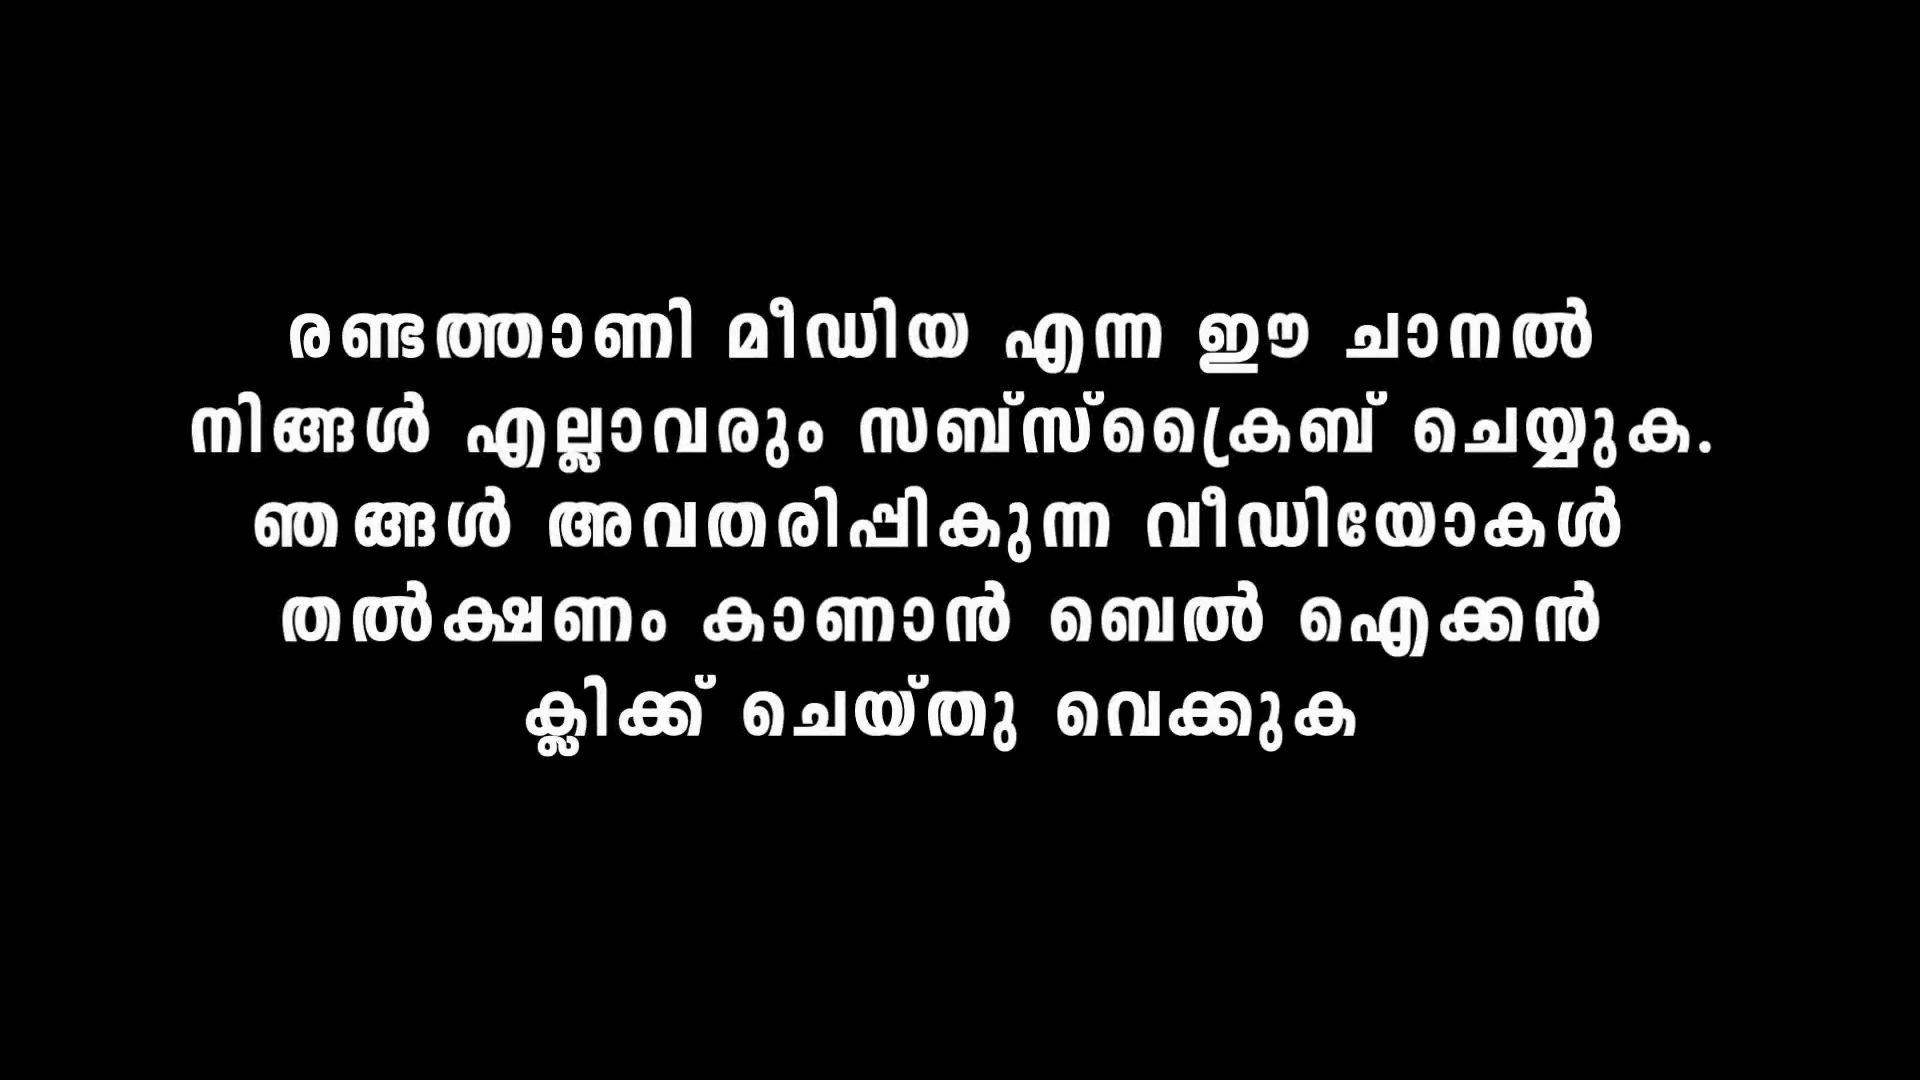 രണ്ടത്താണി മീഡിയ എന്ന ഈ ചാനൽ
നിങ്ങൾ എല്ലാവരും സബ്സ്ക്രൈബ് ചെയ്യുക.
ഞങ്ങൾ അവതരിപ്പികുന്ന വീഡിയോകൾ
തൽക്ഷണം കാണാൻ ബെൽ ഐക്കൻ
ക്ലിക്ക് ചെയ്തു വെക്കുക